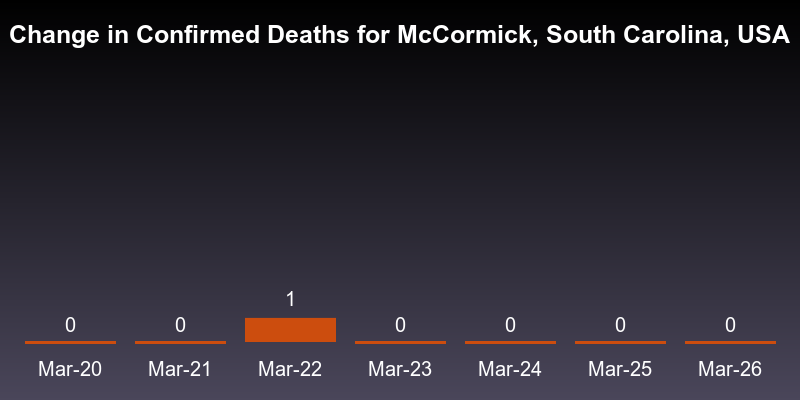 Change in Confirmed Deaths for McCormick, South Carolina, USA
1
0 0 0 0 0 0
Mar-20 Mar-21 Mar-22 Mar-23 Mar-24 Mar-25 Mar-26